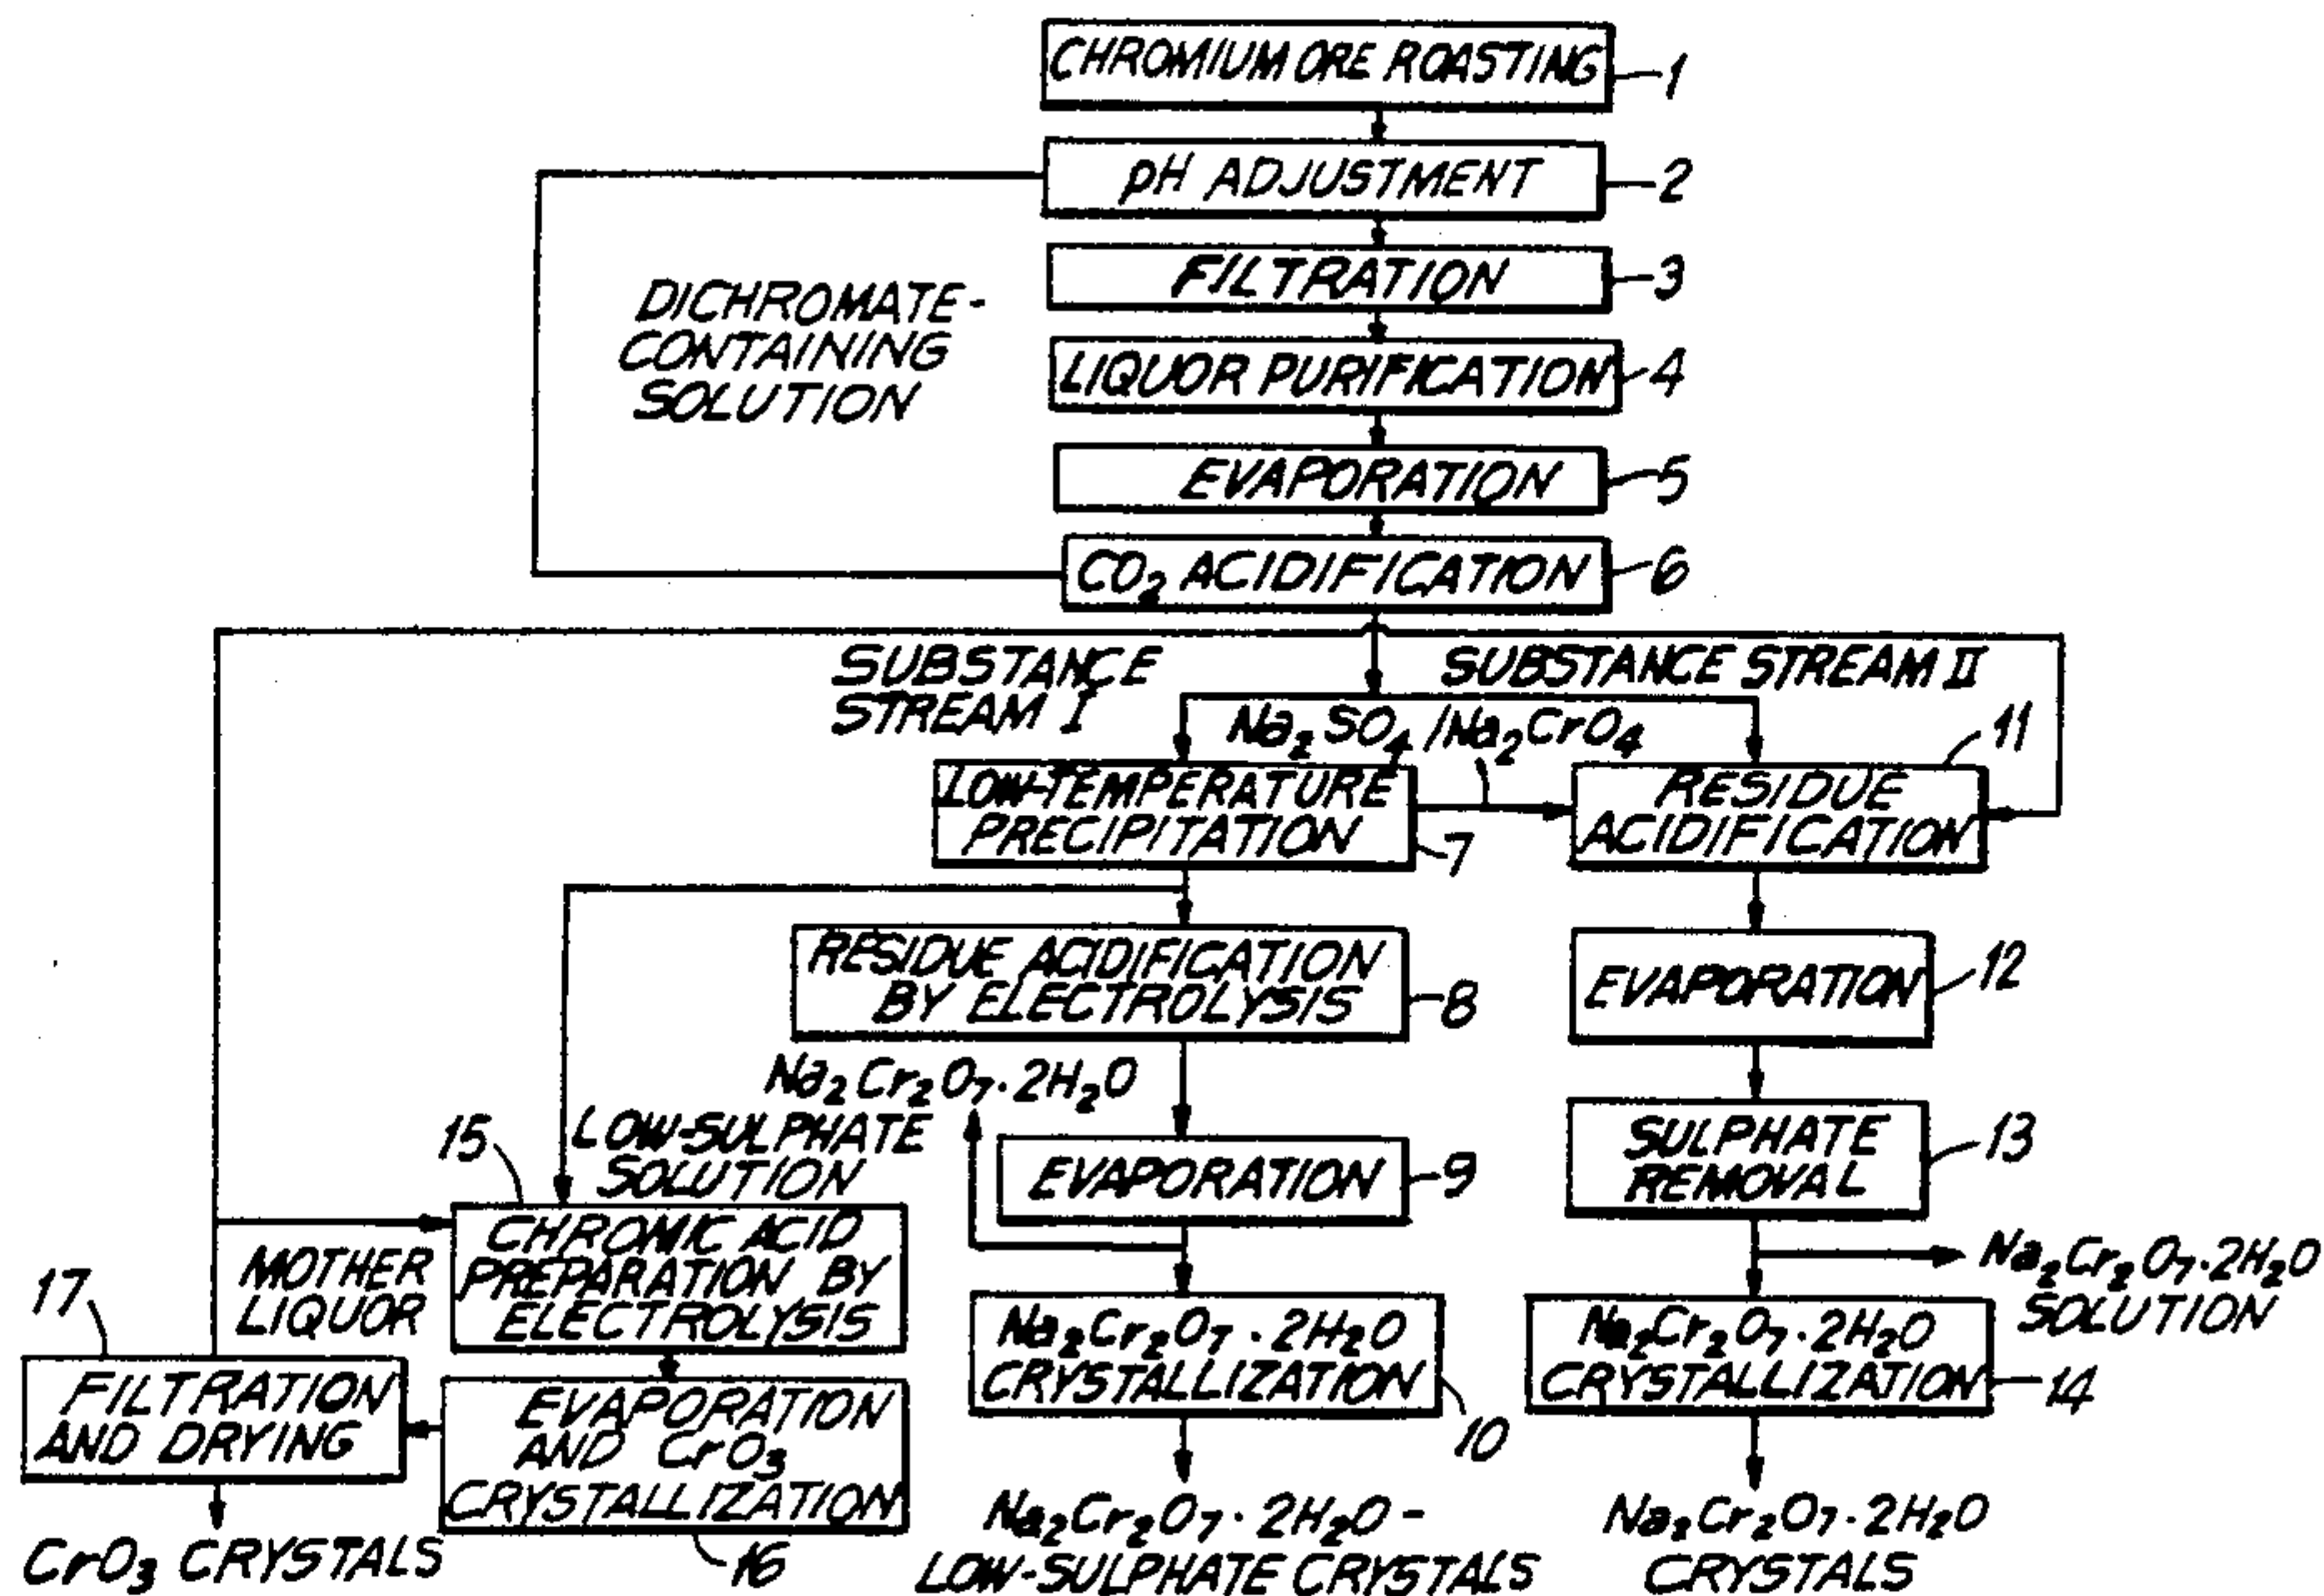 CHROMIUM ORE ROASTING
1
pH ADJUSTMENT
2
FILTRATION
3
DICHROMATE-
CONTAINING
SOLUTION
LIQUOR PURIFICATION
4
EVAPORATION
5
CO₂ ACIDIFICATION
6
SUBSTANCE
STREAM I
SUBSTANCE STREAM II
Na₂SO₄/Na₂CrO₄
11
LOW-TEMPERATURE
PRECIPITATION
7
RESIDUE
ACIDIFICATION
RESIDUE ACIDIFICATION
BY ELECTROLYSIS
8
EVAPORATION
12
Na₂Cr₂O₇·2H₂O
15
LOW-SULPHATE
SOLUTION
EVAPORATION
9
SULPHATE
REMOVAL
13
MOTHER
LIQUOR
CHROMIC ACID
PREPARATION BY
ELECTROLYSIS
Na₂Cr₂O₇·2H₂O
SOLUTION
17
FILTRATION
AND DRYING
EVAPORATION
AND CrO₃
CRYSTALLIZATION
16
Na₂Cr₂O₇·2H₂O
CRYSTALLIZATION
10
Na₂Cr₂O₇·2H₂O
CRYSTALLIZATION
14
CrO₃ CRYSTALS
Na₂Cr₂O₇·2H₂O-
LOW-SULPHATE CRYSTALS
Na₂Cr₂O₇·2H₂O
CRYSTALS